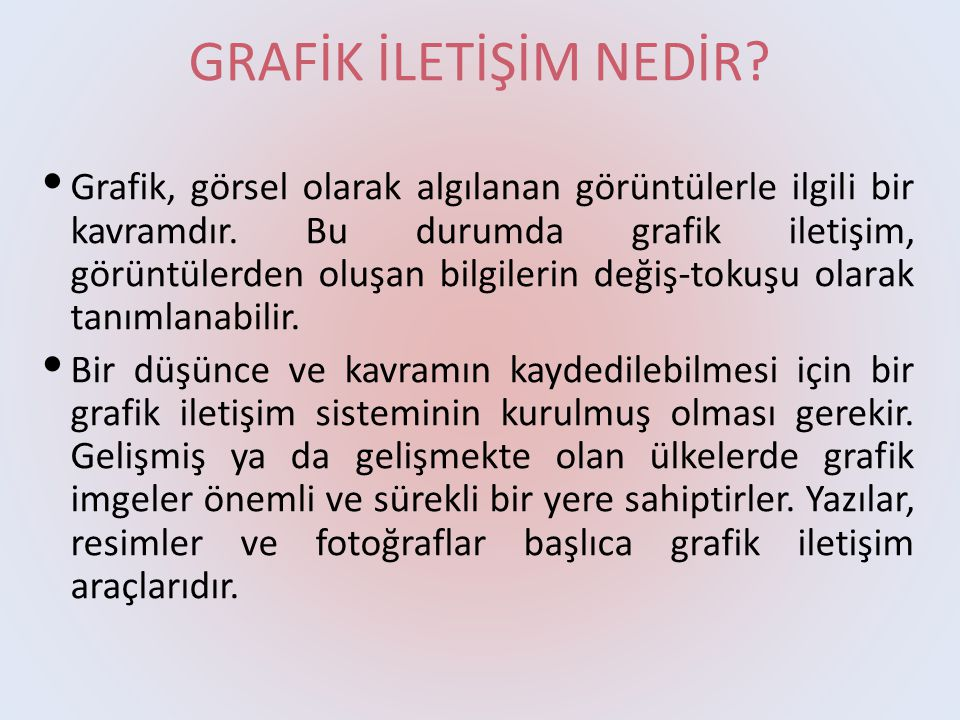 GRAFİK İLETİŞİM NEDİR?
• Grafik, görsel olarak algılanan görüntülerle ilgili bir
kavramdır. Bu durumda grafik iletişim,
görüntülerden oluşan bilgilerin değiş-tokuşu olarak
tanımlanabilir.
• Bir düşünce ve kavramın kaydedilebilmesi için bir
grafik iletişim sisteminin kurulmuş olması gerekir.
Gelişmiş ya da gelişmekte olan ülkelerde grafik
imgeler önemli ve sürekli bir yere sahiptirler. Yazılar,
resimler ve fotoğraflar başlıca grafik iletişim
araçlarıdır.